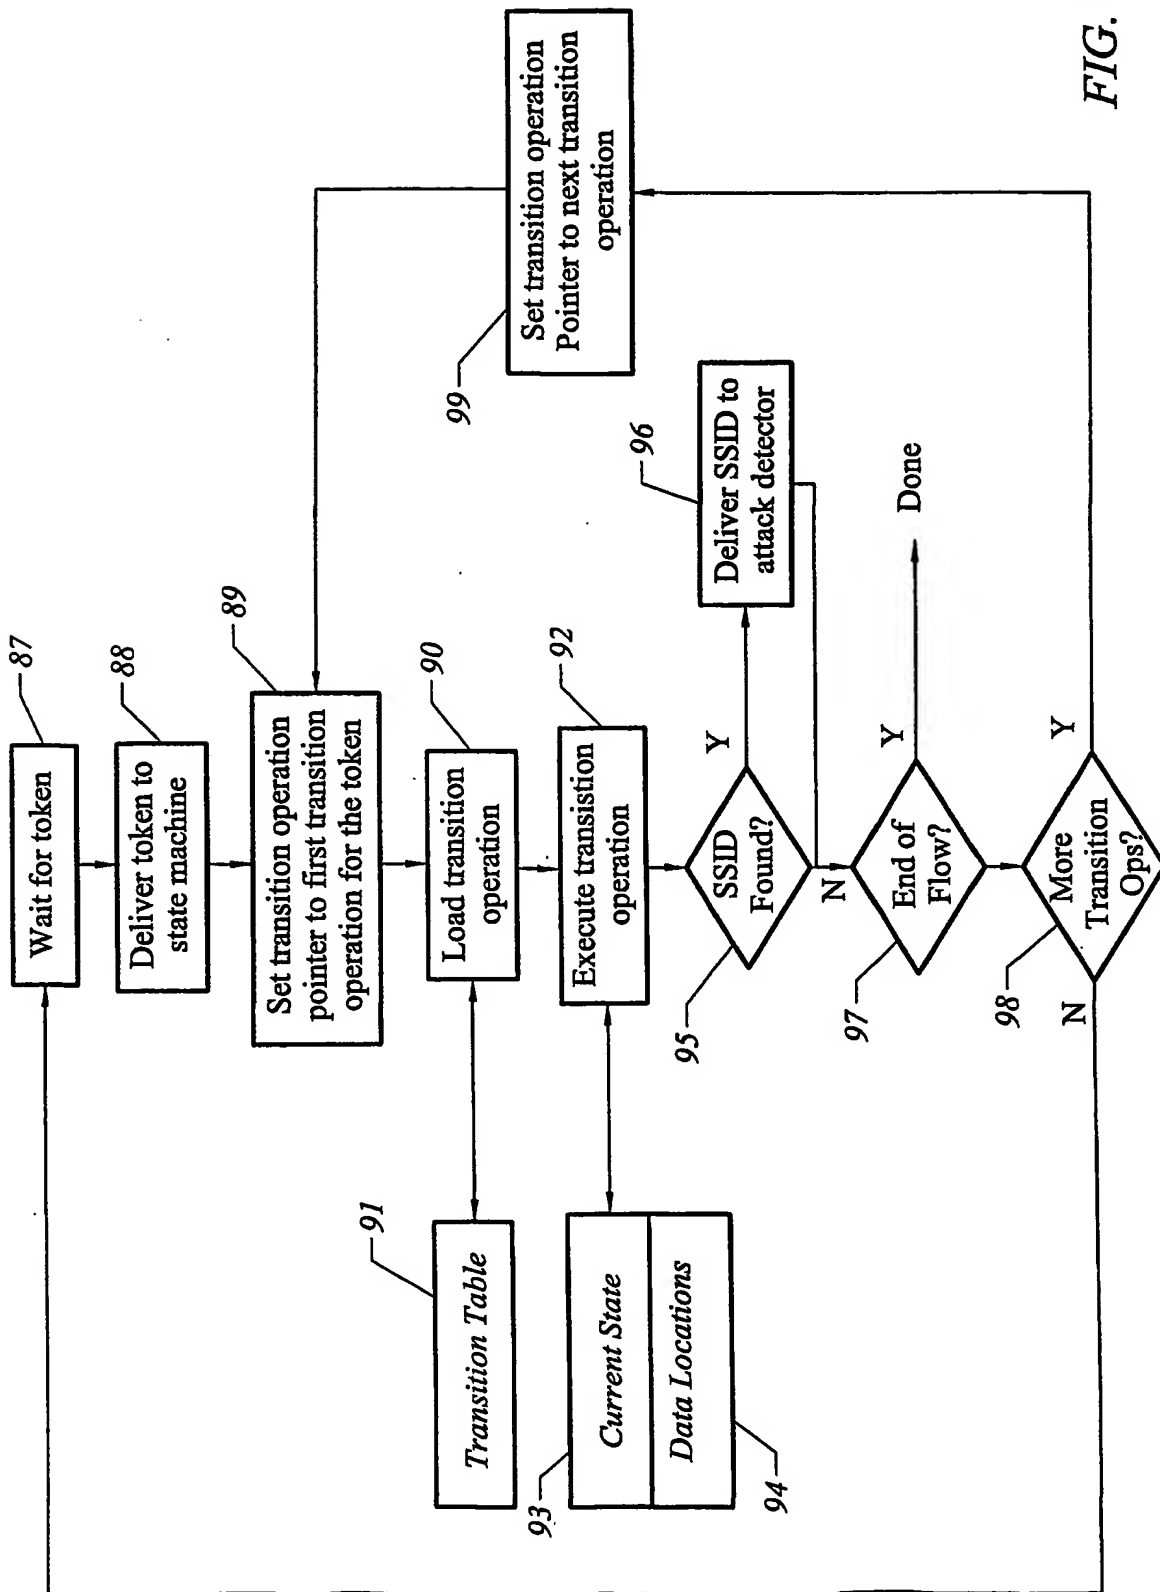 87
Wait for token
88
Deliver token to
state machine
89
Set transition operation
pointer to first transition
operation for the token
90
Load transition
operation
91
Transition Table
92
Execute transistion
operation
93
Current State
Data Locations
94
95
SSID
Found?
Y
N
96
Deliver SSID to
attack detector
97
End of
Flow?
Y
Done
98
More
Transition
Ops?
Y
N
99
Set transition operation
Pointer to next transition
operation
FIG.